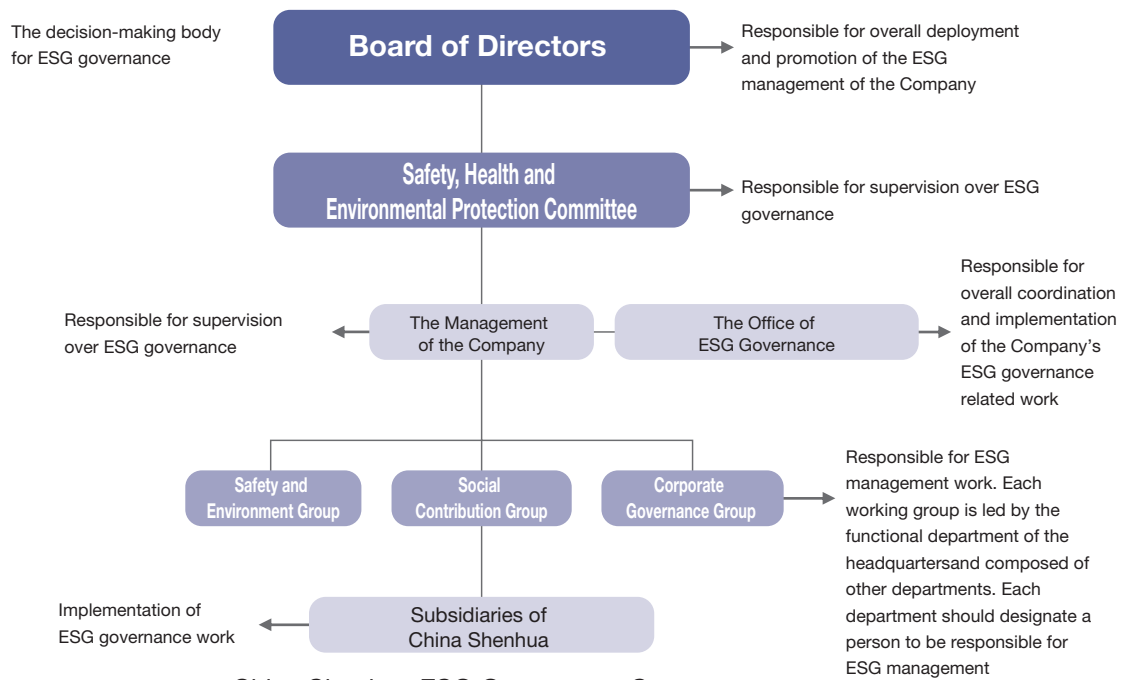 The decision-making body
for ESG governance
Board of Directors
Responsible for overall deployment
and promotion of the ESG
management of the Company
Safety, Health and
Environmental Protection Committee
Responsible for supervision over ESG
governance
Responsible for supervision
over ESG governance
The Management
of the Company
The Office of
ESG Governance
Responsible for
overall coordination
and implementation
of the Company's
ESG governance
related work
Safety and
Environment Group
Social
Contribution Group
Corporate
Governance Group
Responsible for ESG
management work. Each
working group is led by the
functional department of the
headquartersand composed of
other departments. Each
department should designate a
person to be responsible for
ESG management
Implementation of
ESG governance work
Subsidiaries of
China Shenhua